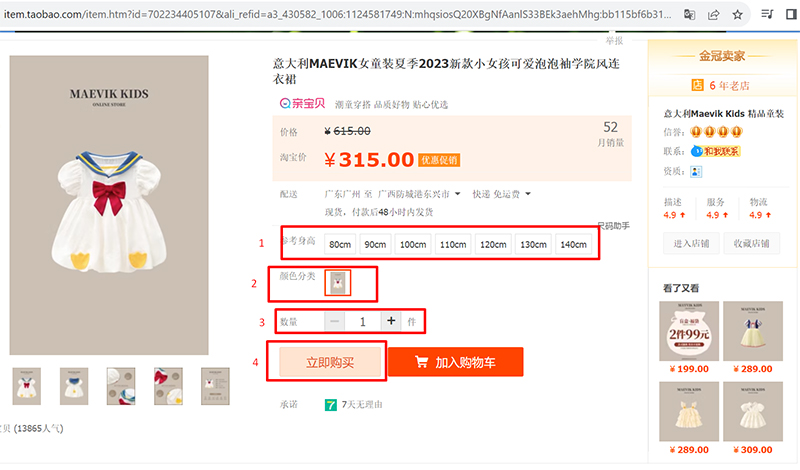 item.taobao.com/item.htm?id=702234405107&ali_refid=a3_430582_1006:1124581749:N:mhqsiosQ20XBgNfAanlS33BEk3aehMhg:bb115bf6b31...
举报
MAEVIK KIDS
ONLINE STORE
意大利MAEVIK女童装夏季2023新款小女孩可爱泡泡袖学院风连
衣裙
亲宝贝 潮童穿搭 品质好物 贴心优选
价格 ¥ 615.00
52
月销量
淘宝价 ¥ 315.00 优惠促销
配送 广东广州 至 广西防城港东兴市 快递 免运费
现货，付款后48小时内发货
尺码助手
1 参考身高 80cm 90cm 100cm 110cm 120cm 130cm 140cm
2 颜色分类
3 数量 — 1 + 件
4 立即购买 加入购物车
承诺 7 7天无理由
宝贝 (13865人气)
金冠卖家
店 6 年老店
意大利Maevik Kids 精品童装
信誉：
联系： 和我联系
资质：
描述 服务 物流
4.9 4.9 4.9
进入店铺 收藏店铺
看了又看
MAEVIK KIDS
2件99元
MAEVIK KIDS
¥ 199.00 ¥ 289.00
MAEVIK KIDS
MAEVIK KIDS
¥ 289.00 ¥ 309.00